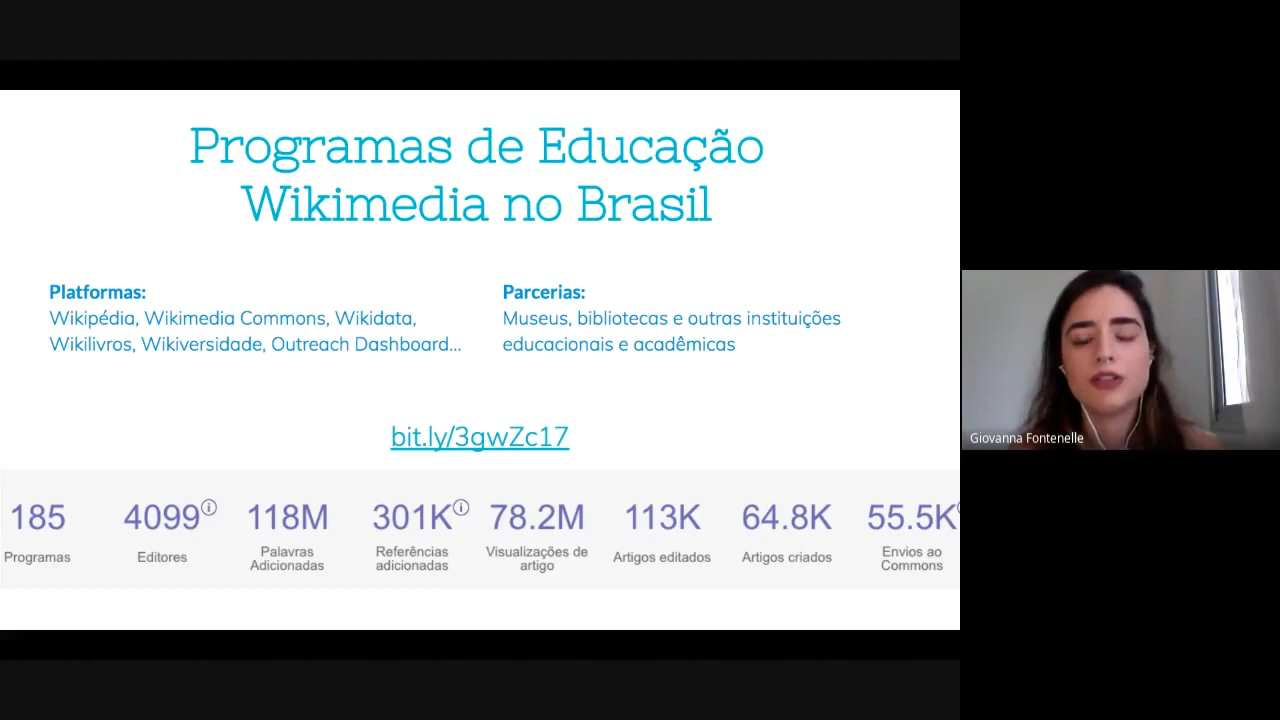 Programas de Educação
Wikimedia no Brasil
Platformas:
Wikipédia, Wikimedia Commons, Wikidata,
Wikilivros, Wikiversidade, Outreach Dashboard...
Parcerias:
Museus, bibliotecas e outras instituições
educacionais e acadêmicas
bit.ly/3gwZc17
185
Programas
4099
Editores
118M
Palavras
Adicionadas
301K
Referências
adicionadas
78.2M
Visualizações de
artigo
113K
Artigos editados
64.8K
Artigos criados
55.5K
Envios ao
Commons
Giovanna Fontenelle